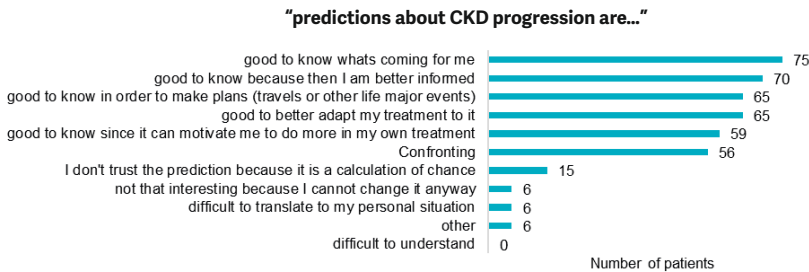 “predictions about CKD progression are...”
good to know whats coming for me 75
good to know because then I am better informed 70
good to know in order to make plans (travels or other life major events) 65
good to better adapt my treatment to it 65
good to know since it can motivate me to do more in my own treatment 59
Confronting 56
I don't trust the prediction because it is a calculation of chance 15
not that interesting because I cannot change it anyway 6
difficult to translate to my personal situation 6
other 6
difficult to understand 0
Number of patients